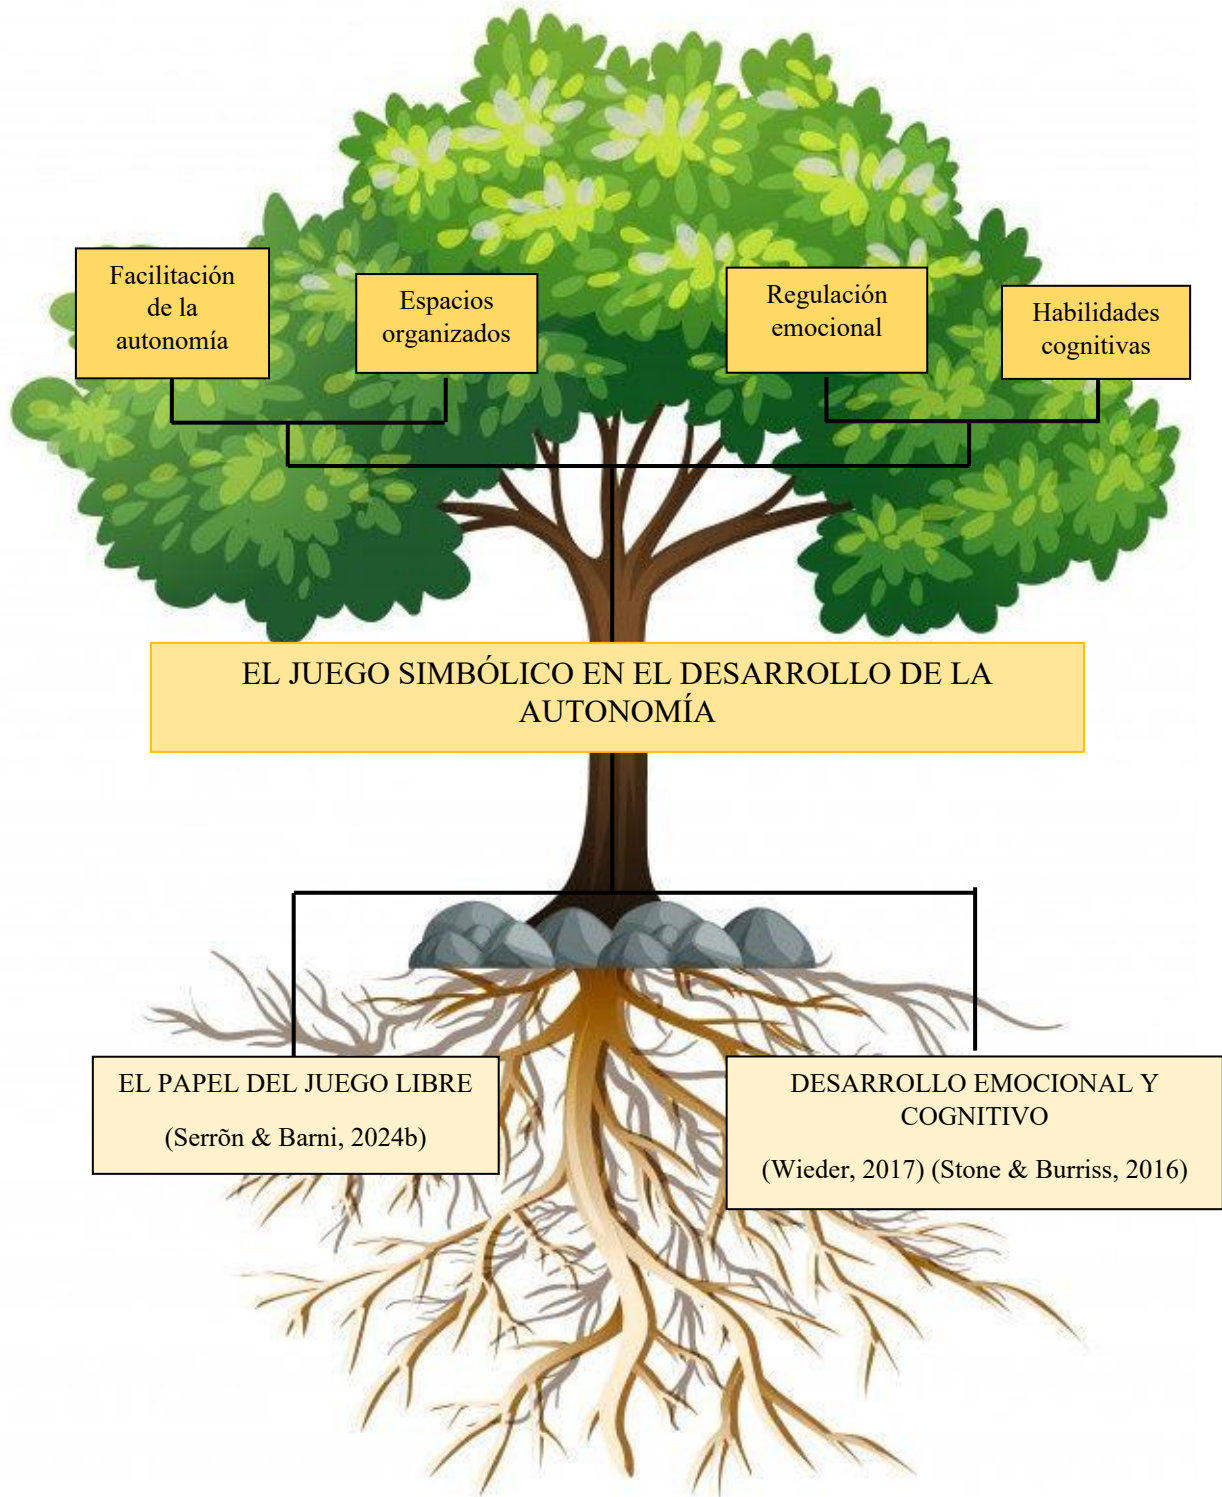 Facilitación
de la
autonomía
Espacios
organizados
Regulación
emocional
Habilidades
cognitivas
EL JUEGO SIMBÓLICO EN EL DESARROLLO DE LA
AUTONOMÍA
EL PAPEL DEL JUEGO LIBRE
(Serrõn & Barni, 2024b)
DESARROLLO EMOCIONAL Y
COGNITIVO
(Wieder, 2017) (Stone & Burriss, 2016)